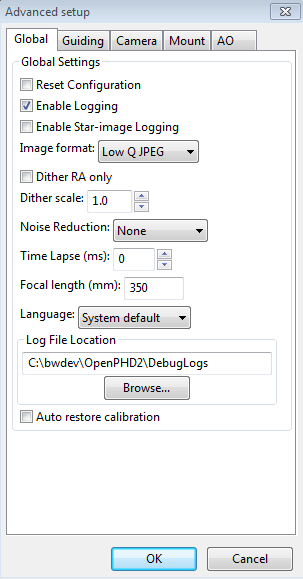 Advanced setup
Global Guiding Camera Mount AO
Global Settings
Reset Configuration
Enable Logging
Enable Star-image Logging
Image format: Low Q JPEG
Dither RA only
Dither scale: 1.0
Noise Reduction: None
Time Lapse (ms): 0
Focal length (mm): 350
Language: System default
Log File Location
C:\bwdev\OpenPHD2\DebugLogs
Browse...
Auto restore calibration
OK Cancel